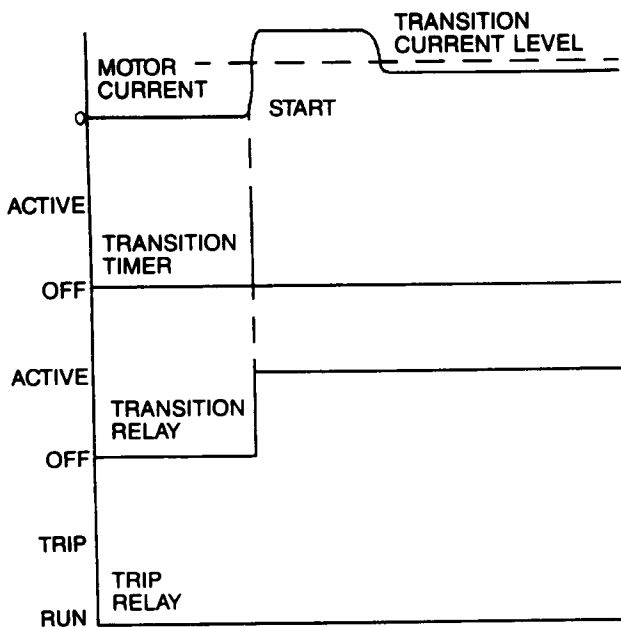 TRANSITION
CURRENT LEVEL
MOTOR
CURRENT
START
0
ACTIVE
TRANSITION
TIMER
OFF
ACTIVE
TRANSITION
RELAY
OFF
TRIP
TRIP
RELAY
RUN